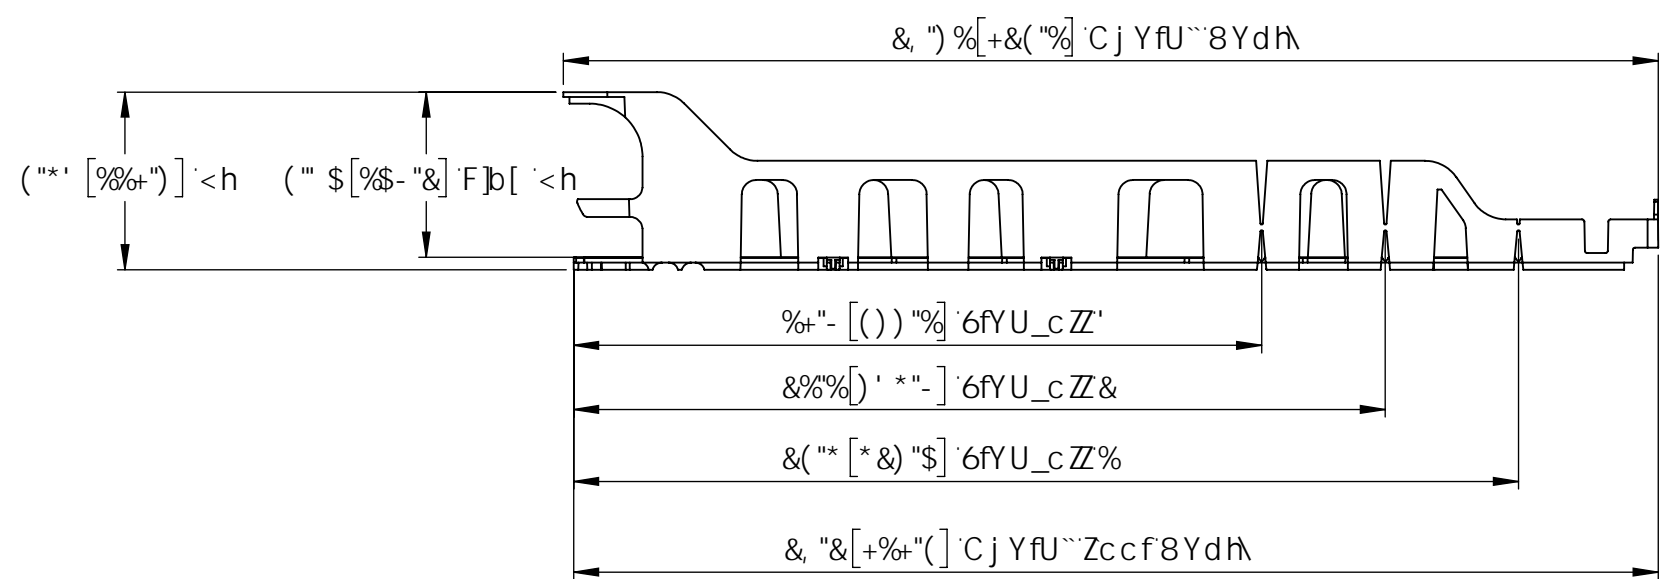 &, ") %[+&( "%] ˙Cj YfU``˙8Ydh\
( "*' [%%+") ] ˙<h
( "' $[%$- "&] ˙F]b[ ˙<h
%+"- [( ) ) "%] ˙6fYU_cZZ˙'
&%"%[) ' *"- ] ˙6fYU_cZZ˙&
&( "* [* &) "$] ˙6fYU_cZZ˙%
&, "&[+%+"( ] ˙Cj YfU``˙Zccf˙8Ydh\